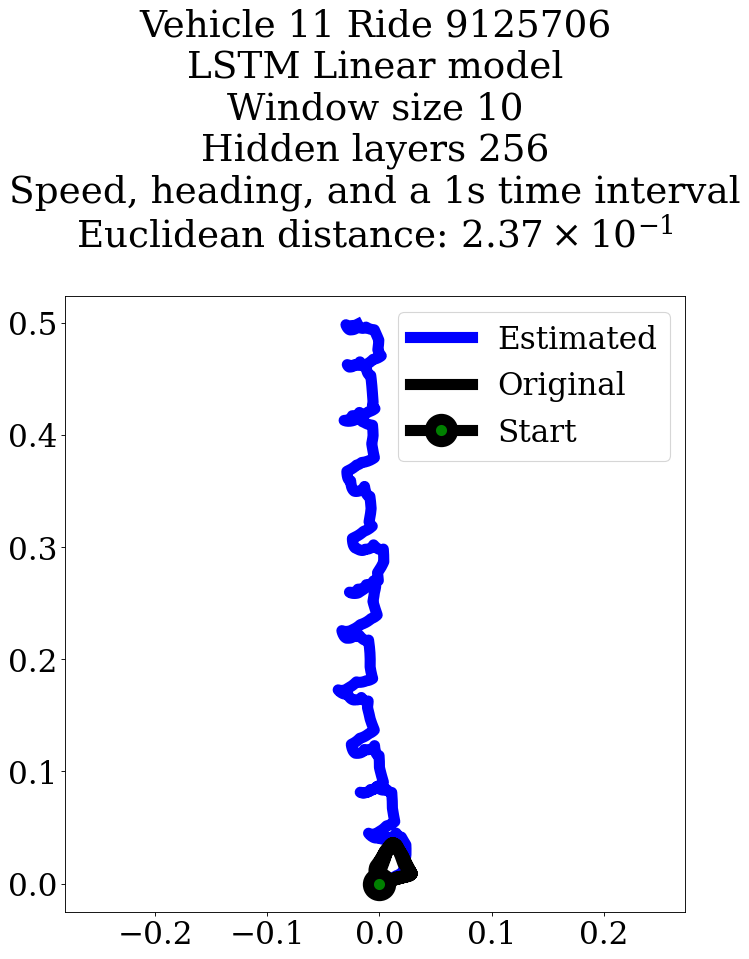 Vehicle 11 Ride 9125706
LSTM Linear model
Window size 10
Hidden layers 256
Speed, heading, and a 1s time interval
Euclidean distance: 2.37 × 10⁻¹
Estimated
Original
Start
0.5
0.4
0.3
0.2
0.1
0.0
−0.2 −0.1 0.0 0.1 0.2